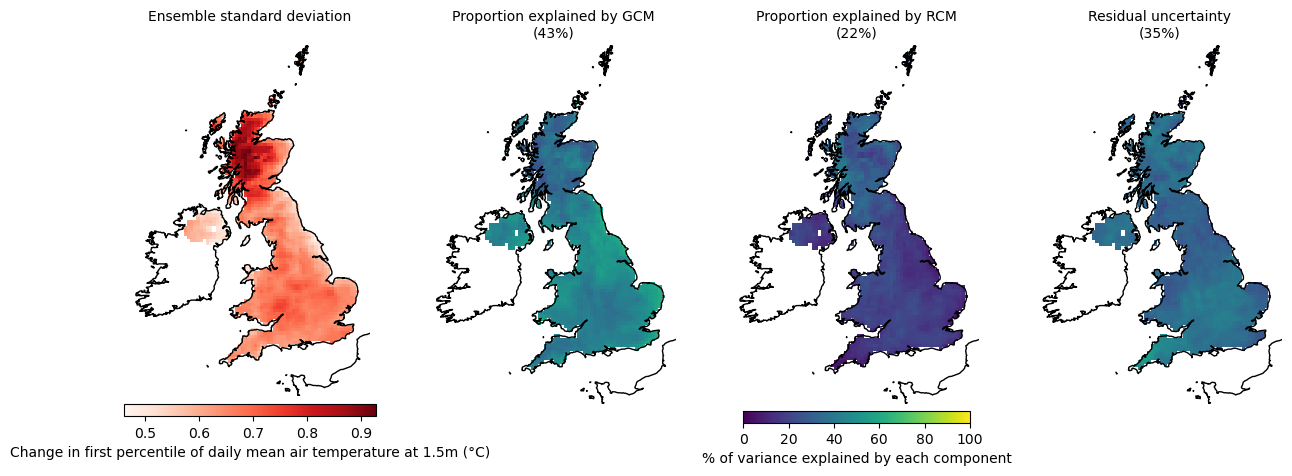 Ensemble standard deviation
Proportion explained by GCM
(43%)
Proportion explained by RCM
(22%)
Residual uncertainty
(35%)
0.5 0.6 0.7 0.8 0.9
Change in first percentile of daily mean air temperature at 1.5m (°C)
0 20 40 60 80 100
% of variance explained by each component